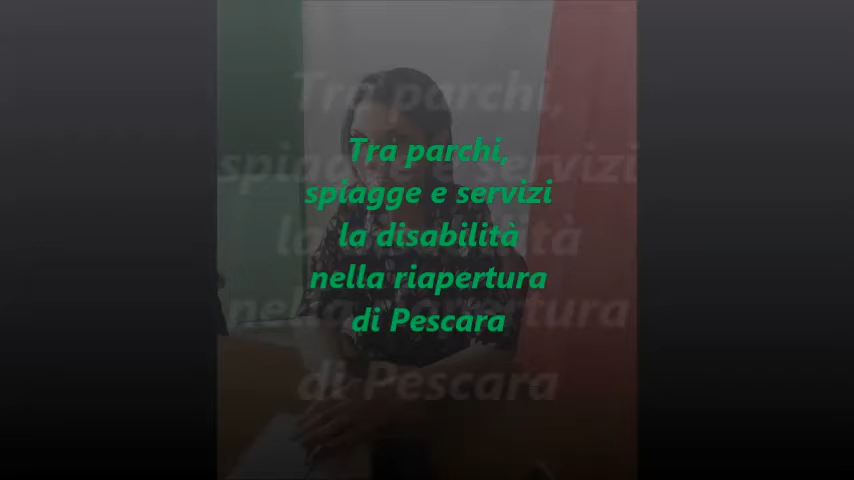 Tra parchi,
spiagge e servizi
la disabilità
nella riapertura
di Pescara